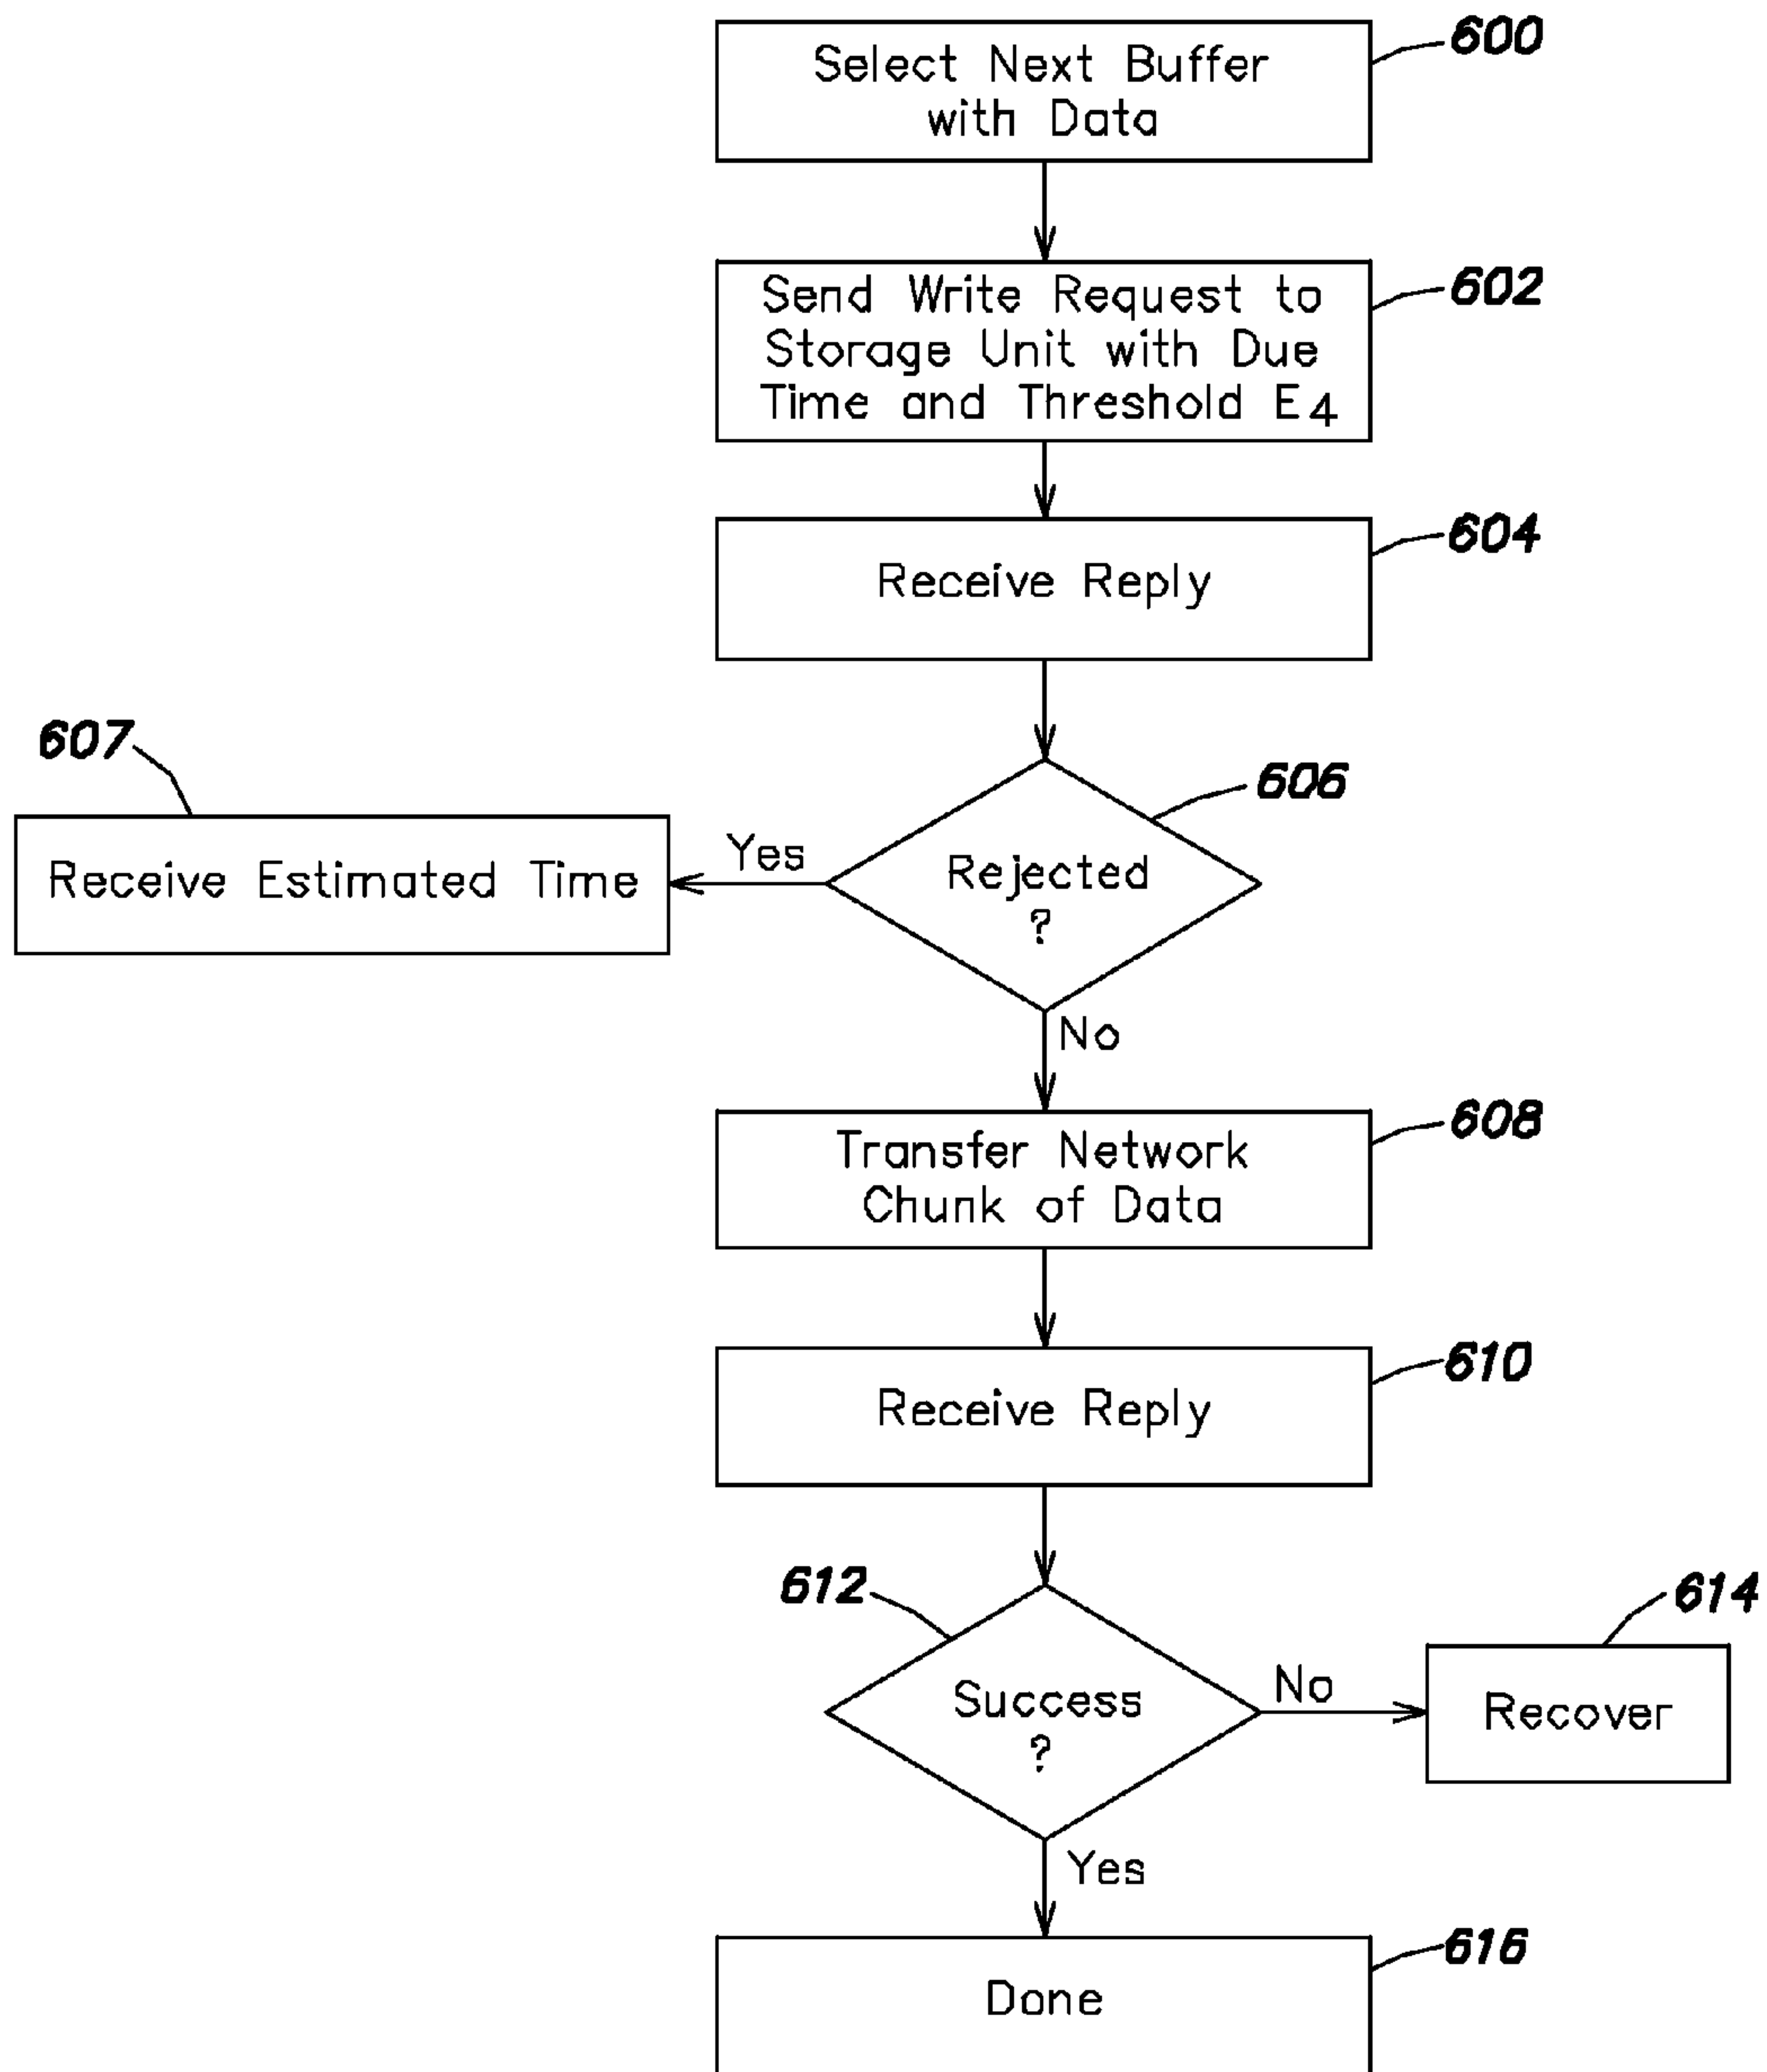 600
Select Next Buffer
with Data
602
Send Write Request to
Storage Unit with Due
Time and Threshold E4
604
Receive Reply
607
606
Receive Estimated Time
Yes
Rejected
?
No
608
Transfer Network
Chunk of Data
610
Receive Reply
612
614
Success
?
No
Recover
Yes
616
Done